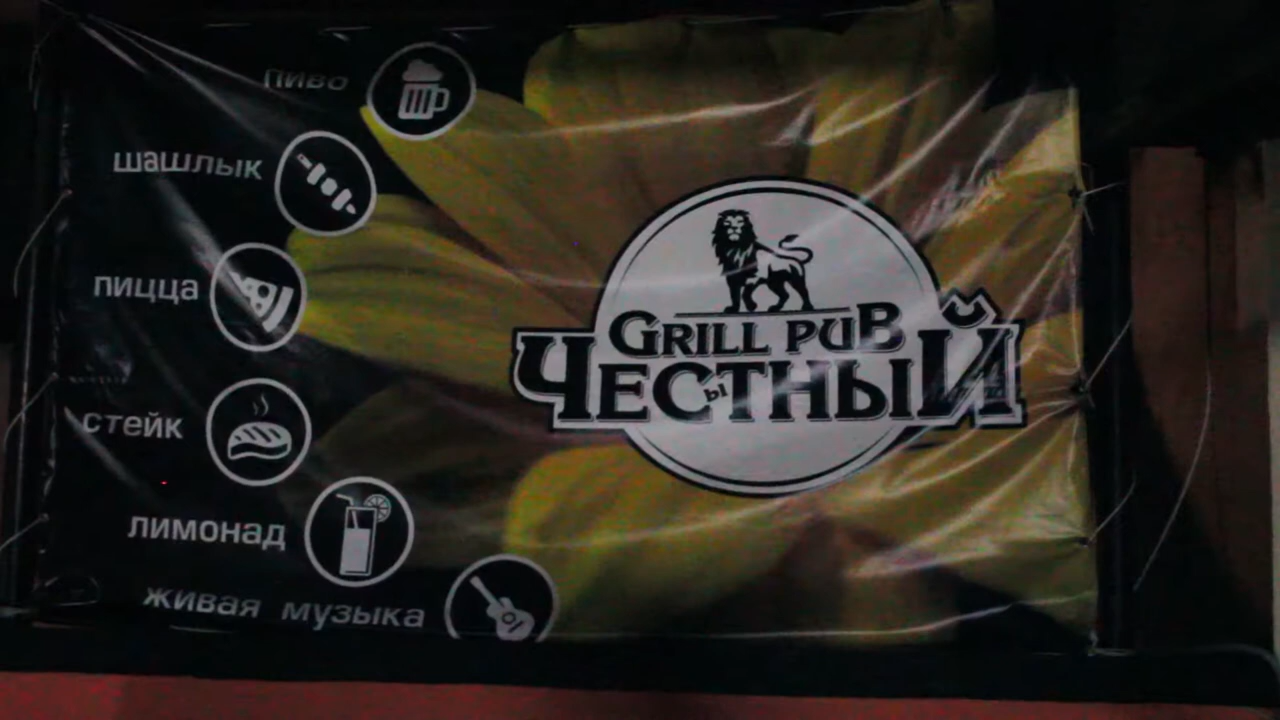 пиво
шашлык
пицца
стейк
лимонад
живая музыка
GRILL PUB
ЧЕСТНЫЙ
ы